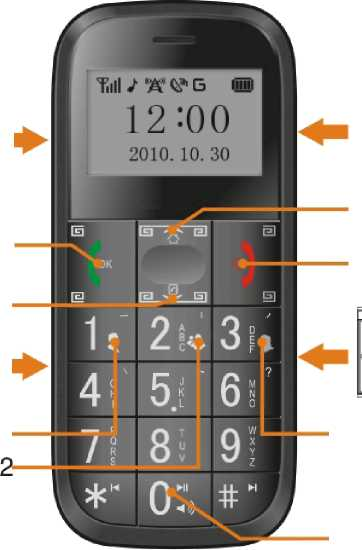 G
12:00
2010.10.30
OK
1 2 ABC 3 DEF
4 GHI 5 JKL 6 MNO
7 PQRS 8 TUV 9 WXYZ
2
* 0 #